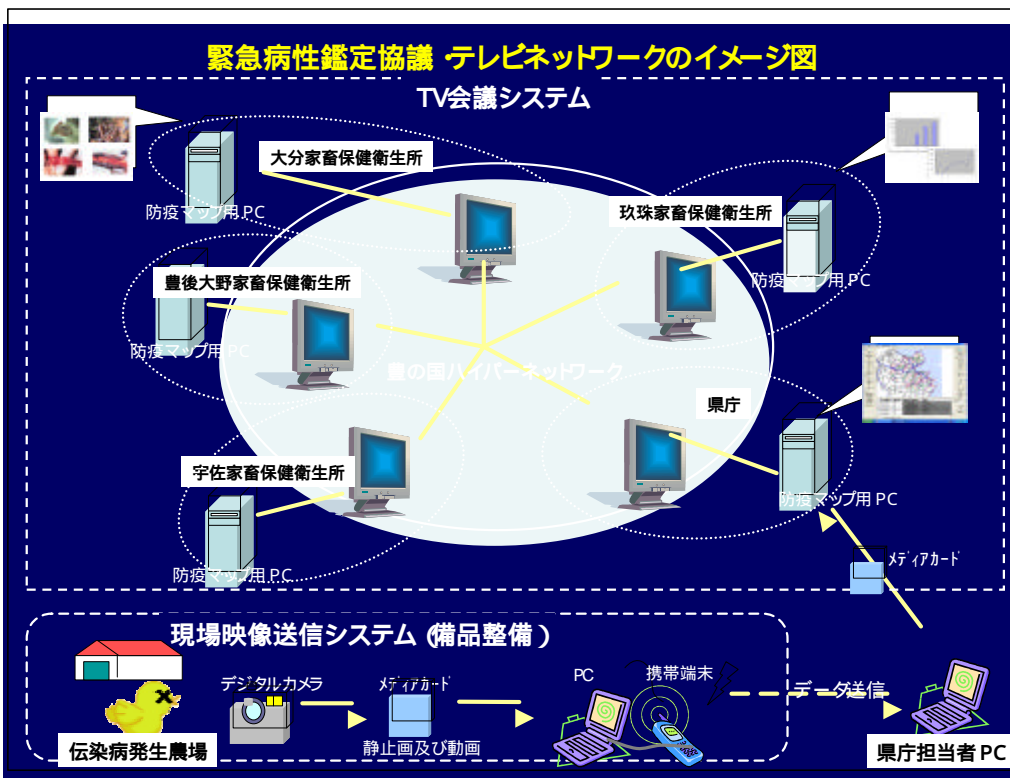 緊急病性鑑定協議・テレビネットワークのイメージ図
TV会議システム
大分家畜保健衛生所
防疫マップ用PC
玖珠家畜保健衛生所
防疫マップ用PC
豊後大野家畜保健衛生所
防疫マップ用PC
豊の国ハイパーネットワーク
県庁
防疫マップ用PC
宇佐家畜保健衛生所
防疫マップ用PC
メディアカード
現場映像送信システム(備品整備)
デジタルカメラ
メディアカード
PC
携帯端末
データ送信
静止画及び動画
伝染病発生農場
県庁担当者PC